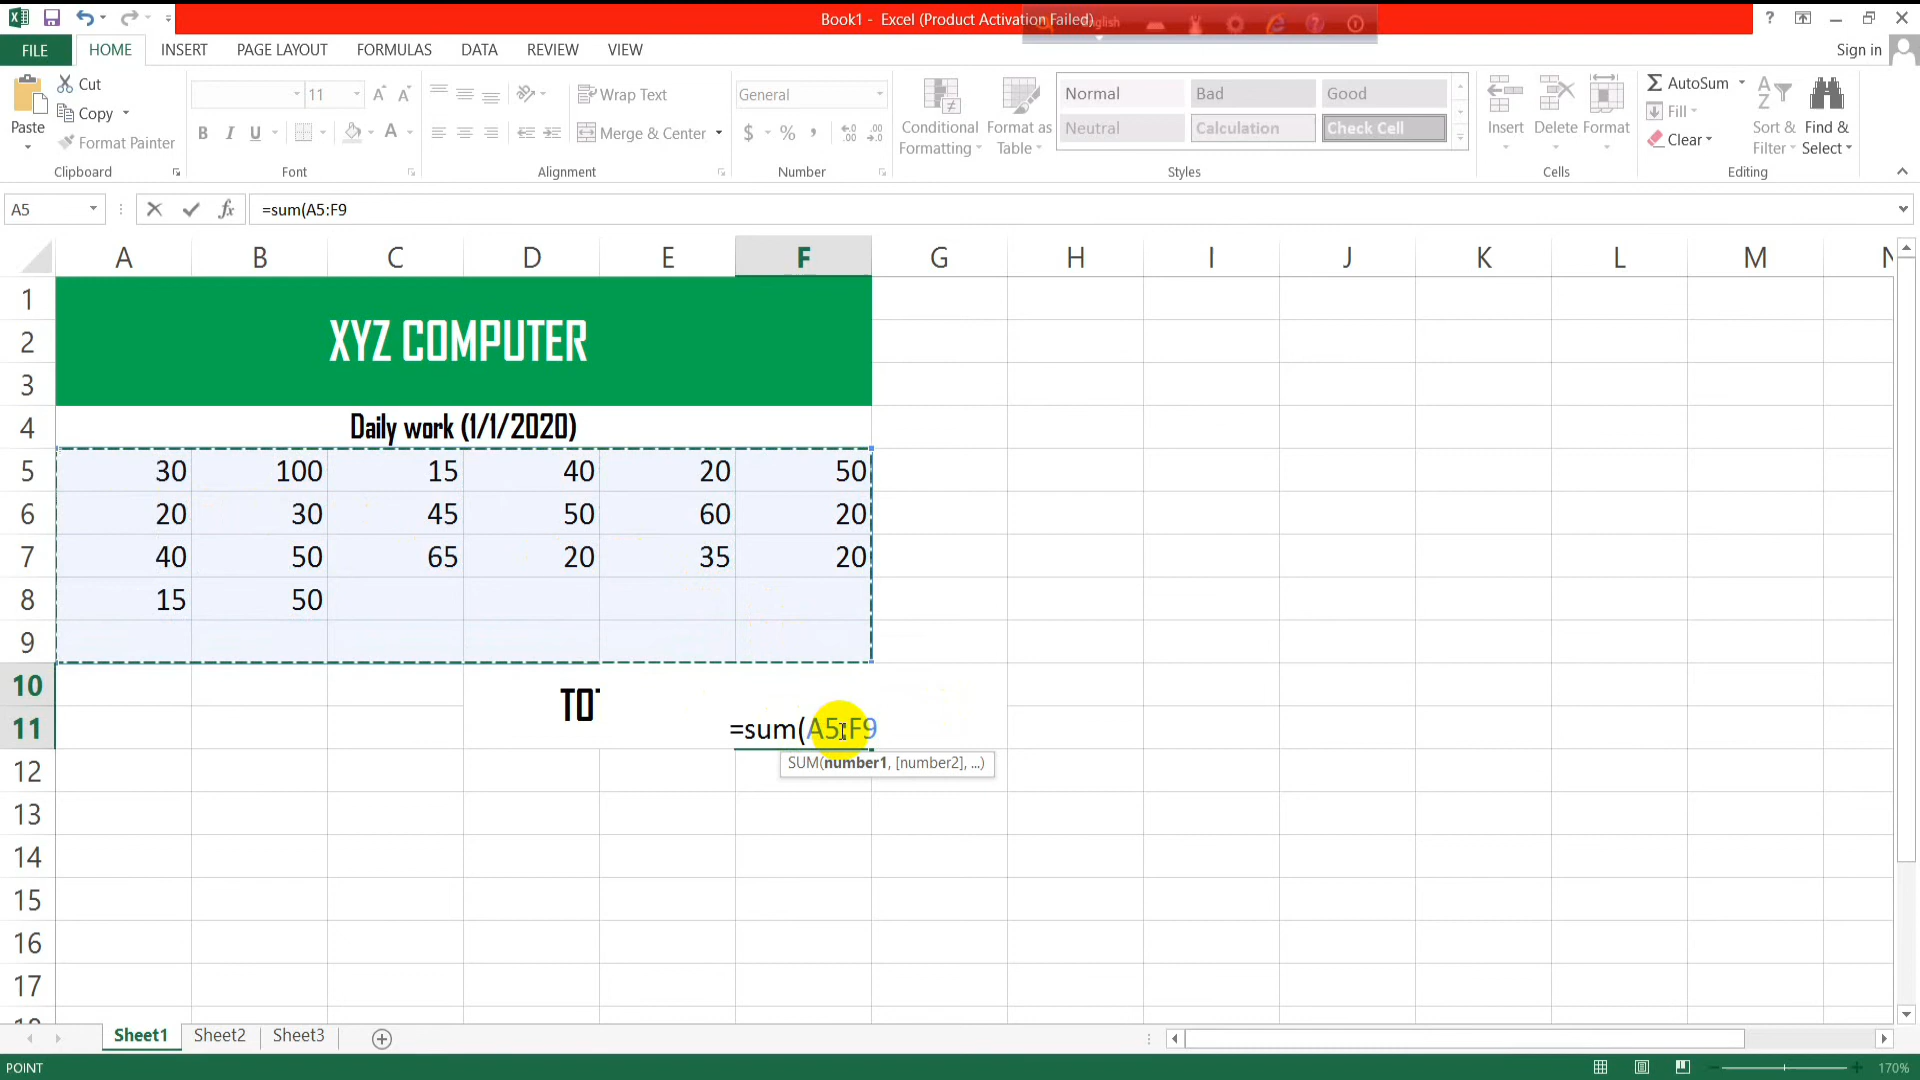 Book1 - Excel (Product Activation Failed)
English
FILE HOME INSERT PAGE LAYOUT FORMULAS DATA REVIEW VIEW Sign in
Cut
Copy
Format Painter
Paste
Clipboard
11
B I U A
Font
Wrap Text
Merge & Center
Alignment
General
$ % ,
Number
Conditional Formatting
Format as Table
Normal Bad Good
Neutral Calculation Check Cell
Styles
Insert Delete Format
Cells
AutoSum
Fill
Clear
Sort & Filter
Find & Select
Editing
A5 =sum(A5:F9
A B C D E F G H I J K L M N
1
2 XYZ COMPUTER
3
4 Daily work (1/1/2020)
5 30 100 15 40 20 50
6 20 30 45 50 60 20
7 40 50 65 20 35 20
8 15 50
9
10 TOT
11 =sum(A5:F9
SUM(number1, [number2], ...)
12
13
14
15
16
17
Sheet1 Sheet2 Sheet3
POINT 170%